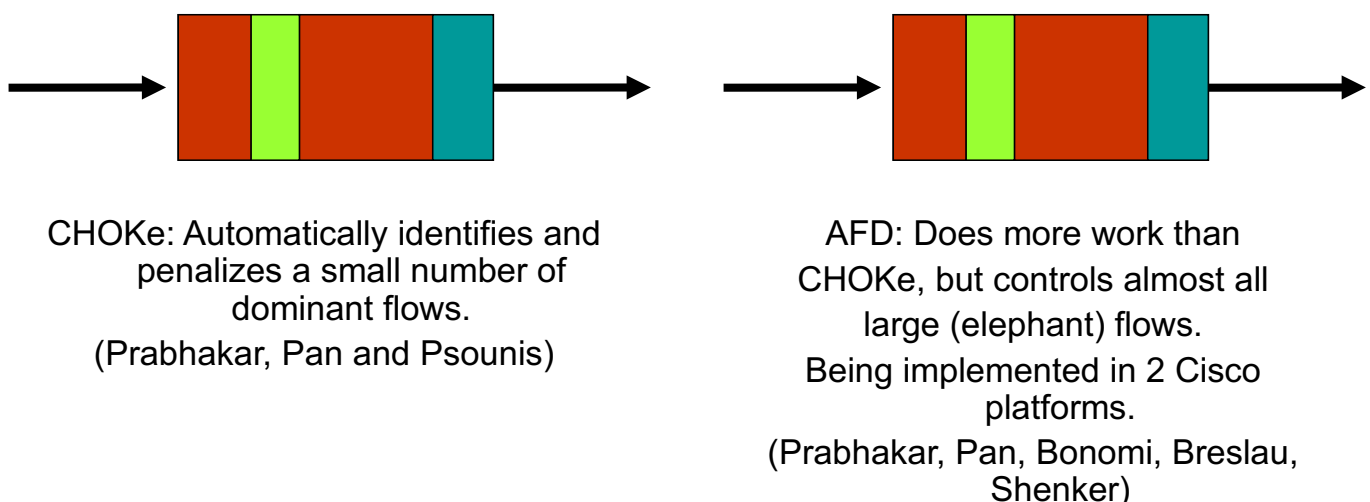 CHOKe: Automatically identifies and
penalizes a small number of
dominant flows.
(Prabhakar, Pan and Psounis)
AFD: Does more work than
CHOKe, but controls almost all
large (elephant) flows.
Being implemented in 2 Cisco
platforms.
(Prabhakar, Pan, Bonomi, Breslau,
Shenker)